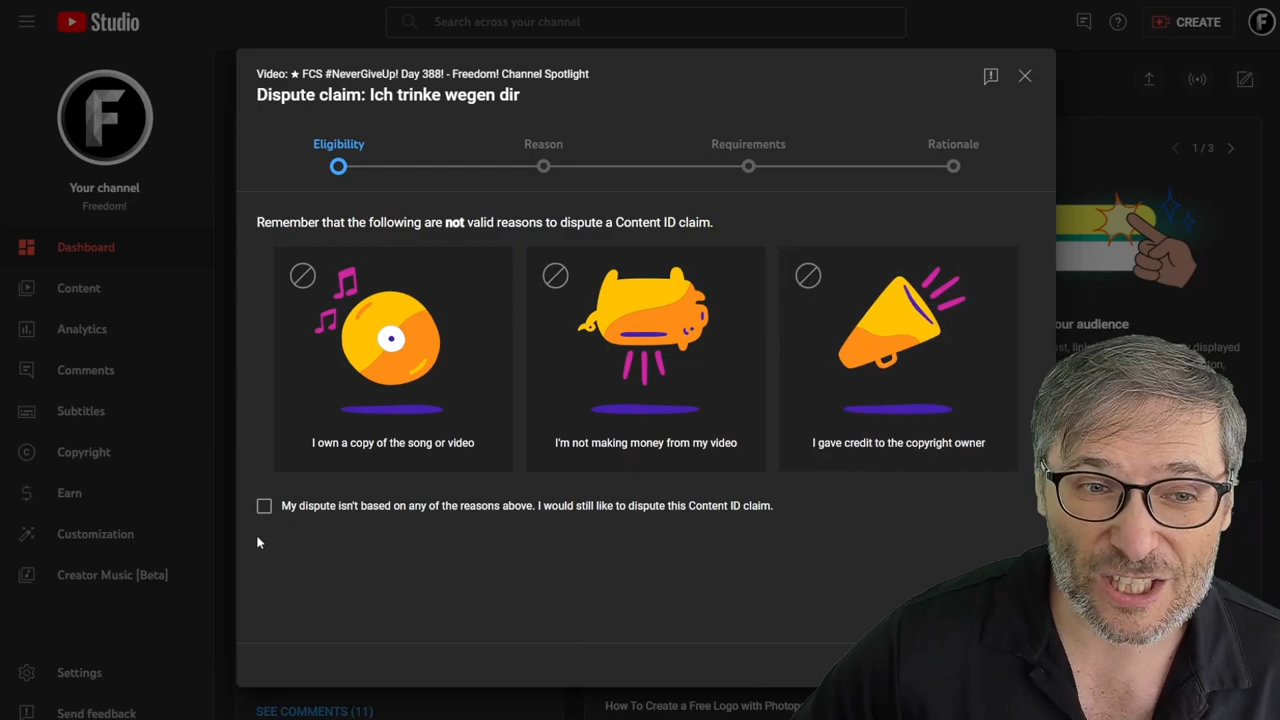 Studio
Search across your channel
CREATE
F
Video: ★ FCS #NeverGiveUp! Day 388! - Freedom! Channel Spotlight
Dispute claim: Ich trinke wegen dir
F
Eligibility
Reason
Requirements
Rationale
1 / 3
Your channel
Freedom!
Remember that the following are not valid reasons to dispute a Content ID claim.
Dashboard
Content
Analytics
Comments
Subtitles
Copyright
Earn
Customization
Creator Music [Beta]
Settings
Send feedback
I own a copy of the song or video
I'm not making money from my video
I gave credit to the copyright owner
My dispute isn't based on any of the reasons above. I would still like to dispute this Content ID claim.
our audience
displayed
SEE COMMENTS (11)
How To Create a Free Logo with